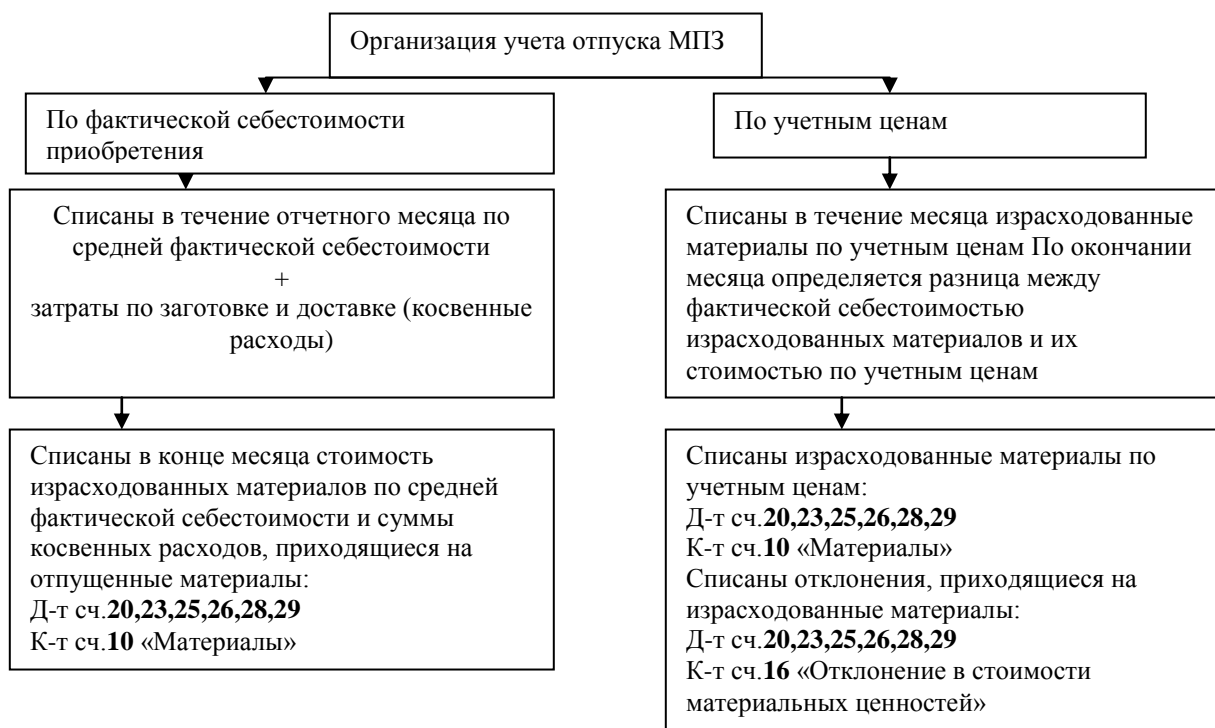 Организация учета отпуска МПЗ
По фактической себестоимости
приобретения
По учетным ценам
Списаны в течение отчетного месяца по
средней фактической себестоимости
+
затраты по заготовке и доставке (косвенные
расходы)
Списаны в течение месяца израсходованные
материалы по учетным ценам По окончании
месяца определяется разница между
фактической себестоимостью
израсходованных материалов и их
стоимостью по учетным ценам
Списаны в конце месяца стоимость
израсходованных материалов по средней
фактической себестоимости и суммы
косвенных расходов, приходящиеся на
отпущенные материалы:
Д-т сч.20,23,25,26,28,29
К-т сч.10 «Материалы»
Списаны израсходованные материалы по
учетным ценам:
Д-т сч.20,23,25,26,28,29
К-т сч.10 «Материалы»
Списаны отклонения, приходящиеся на
израсходованные материалы:
Д-т сч.20,23,25,26,28,29
К-т сч.16 «Отклонение в стоимости
материальных ценностей»